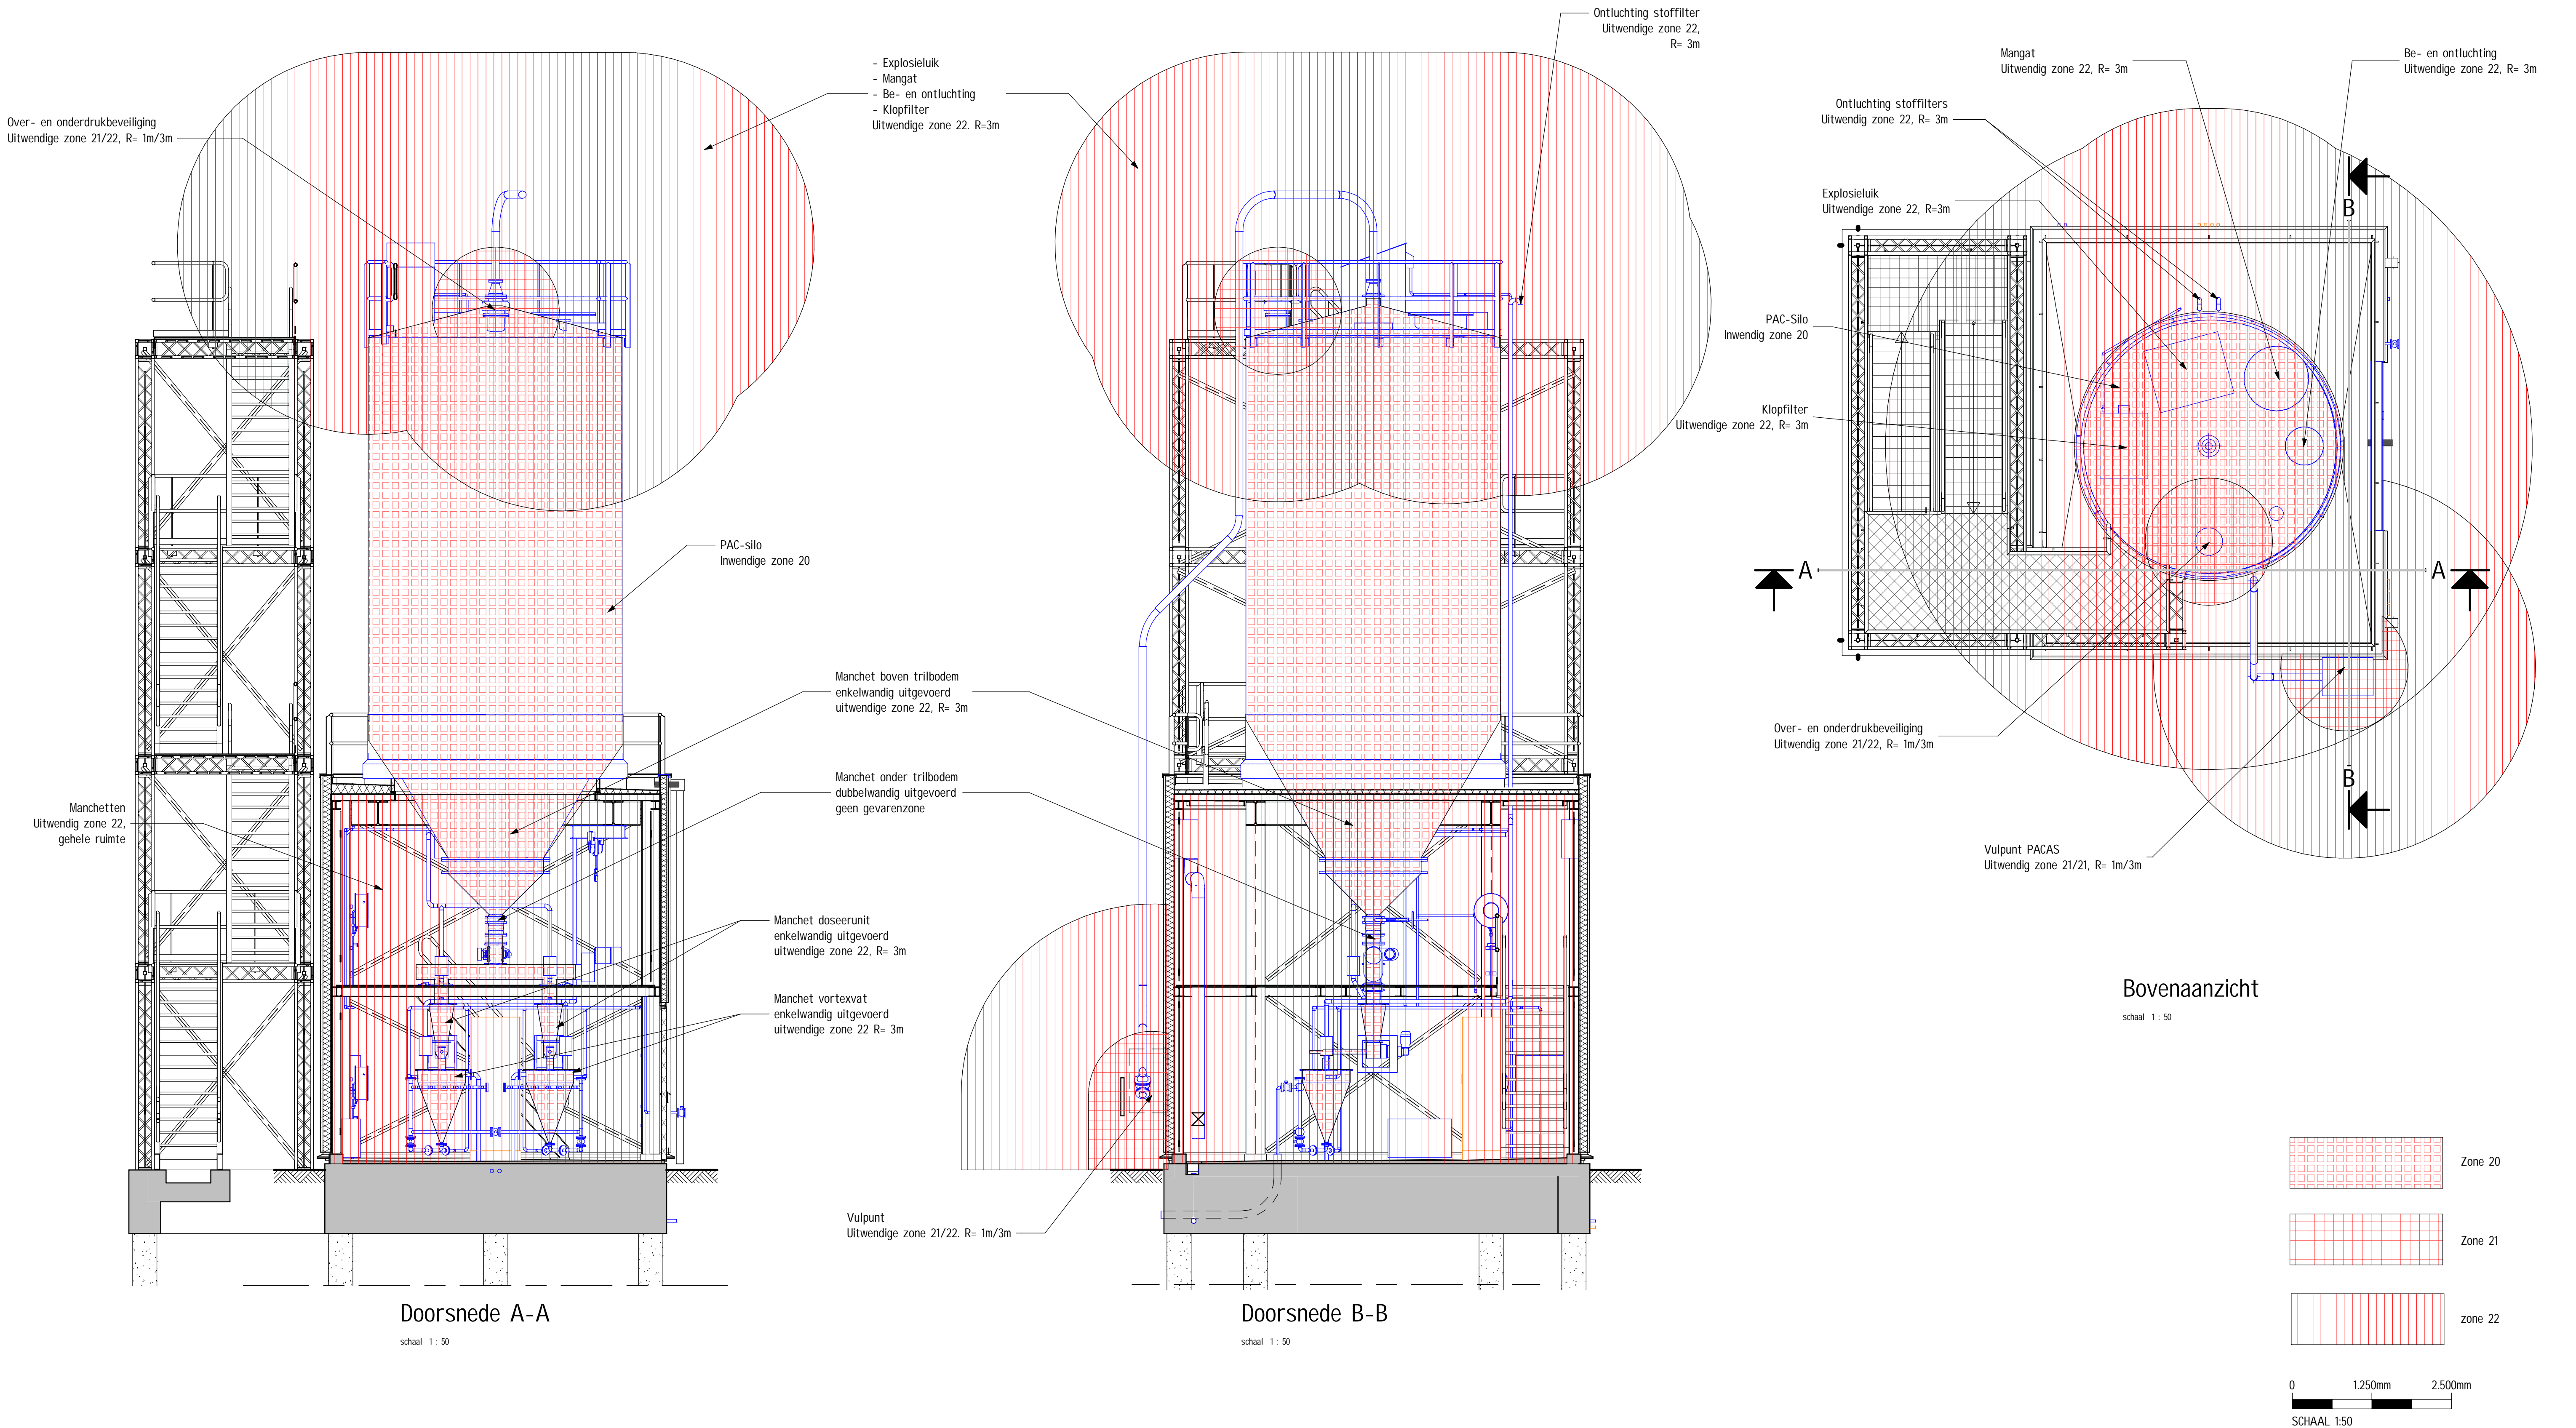 Over- en onderdrukbeveiliging
Uitwendige zone 21/22, R= 1m/3m
- Explosieluik
- Mangat
- Be- en ontluchting
- Klopfilter
Uitwendige zone 22. R=3m
Ontluchting stoffilter
Uitwendige zone 22,
R= 3m
PAC-silo
Inwendige zone 20
Manchet boven trilbodem
enkelwandig uitgevoerd
uitwendige zone 22, R= 3m
Manchet onder trilbodem
dubbelwandig uitgevoerd
geen gevarenzone
Manchetten
Uitwendig zone 22,
gehele ruimte
Manchet doseerunit
enkelwandig uitgevoerd
uitwendige zone 22, R= 3m
Manchet vortexvat
enkelwandig uitgevoerd
uitwendige zone 22 R= 3m
Vulpunt
Uitwendige zone 21/22. R= 1m/3m
Doorsnede A-A
schaal 1 : 50
Doorsnede B-B
schaal 1 : 50
Mangat
Uitwendig zone 22, R= 3m
Be- en ontluchting
Uitwendige zone 22, R= 3m
Ontluchting stoffilters
Uitwendig zone 22, R= 3m
Explosieluik
Uitwendige zone 22, R=3m
B
PAC-Silo
Inwendig zone 20
Klopfilter
Uitwendige zone 22, R= 3m
A
A
Over- en onderdrukbeveiliging
Uitwendig zone 21/22, R= 1m/3m
B
Vulpunt PACAS
Uitwendig zone 21/21, R= 1m/3m
Bovenaanzicht
schaal 1 : 50
Zone 20
Zone 21
zone 22
0 1.250mm 2.500mm
SCHAAL 1:50